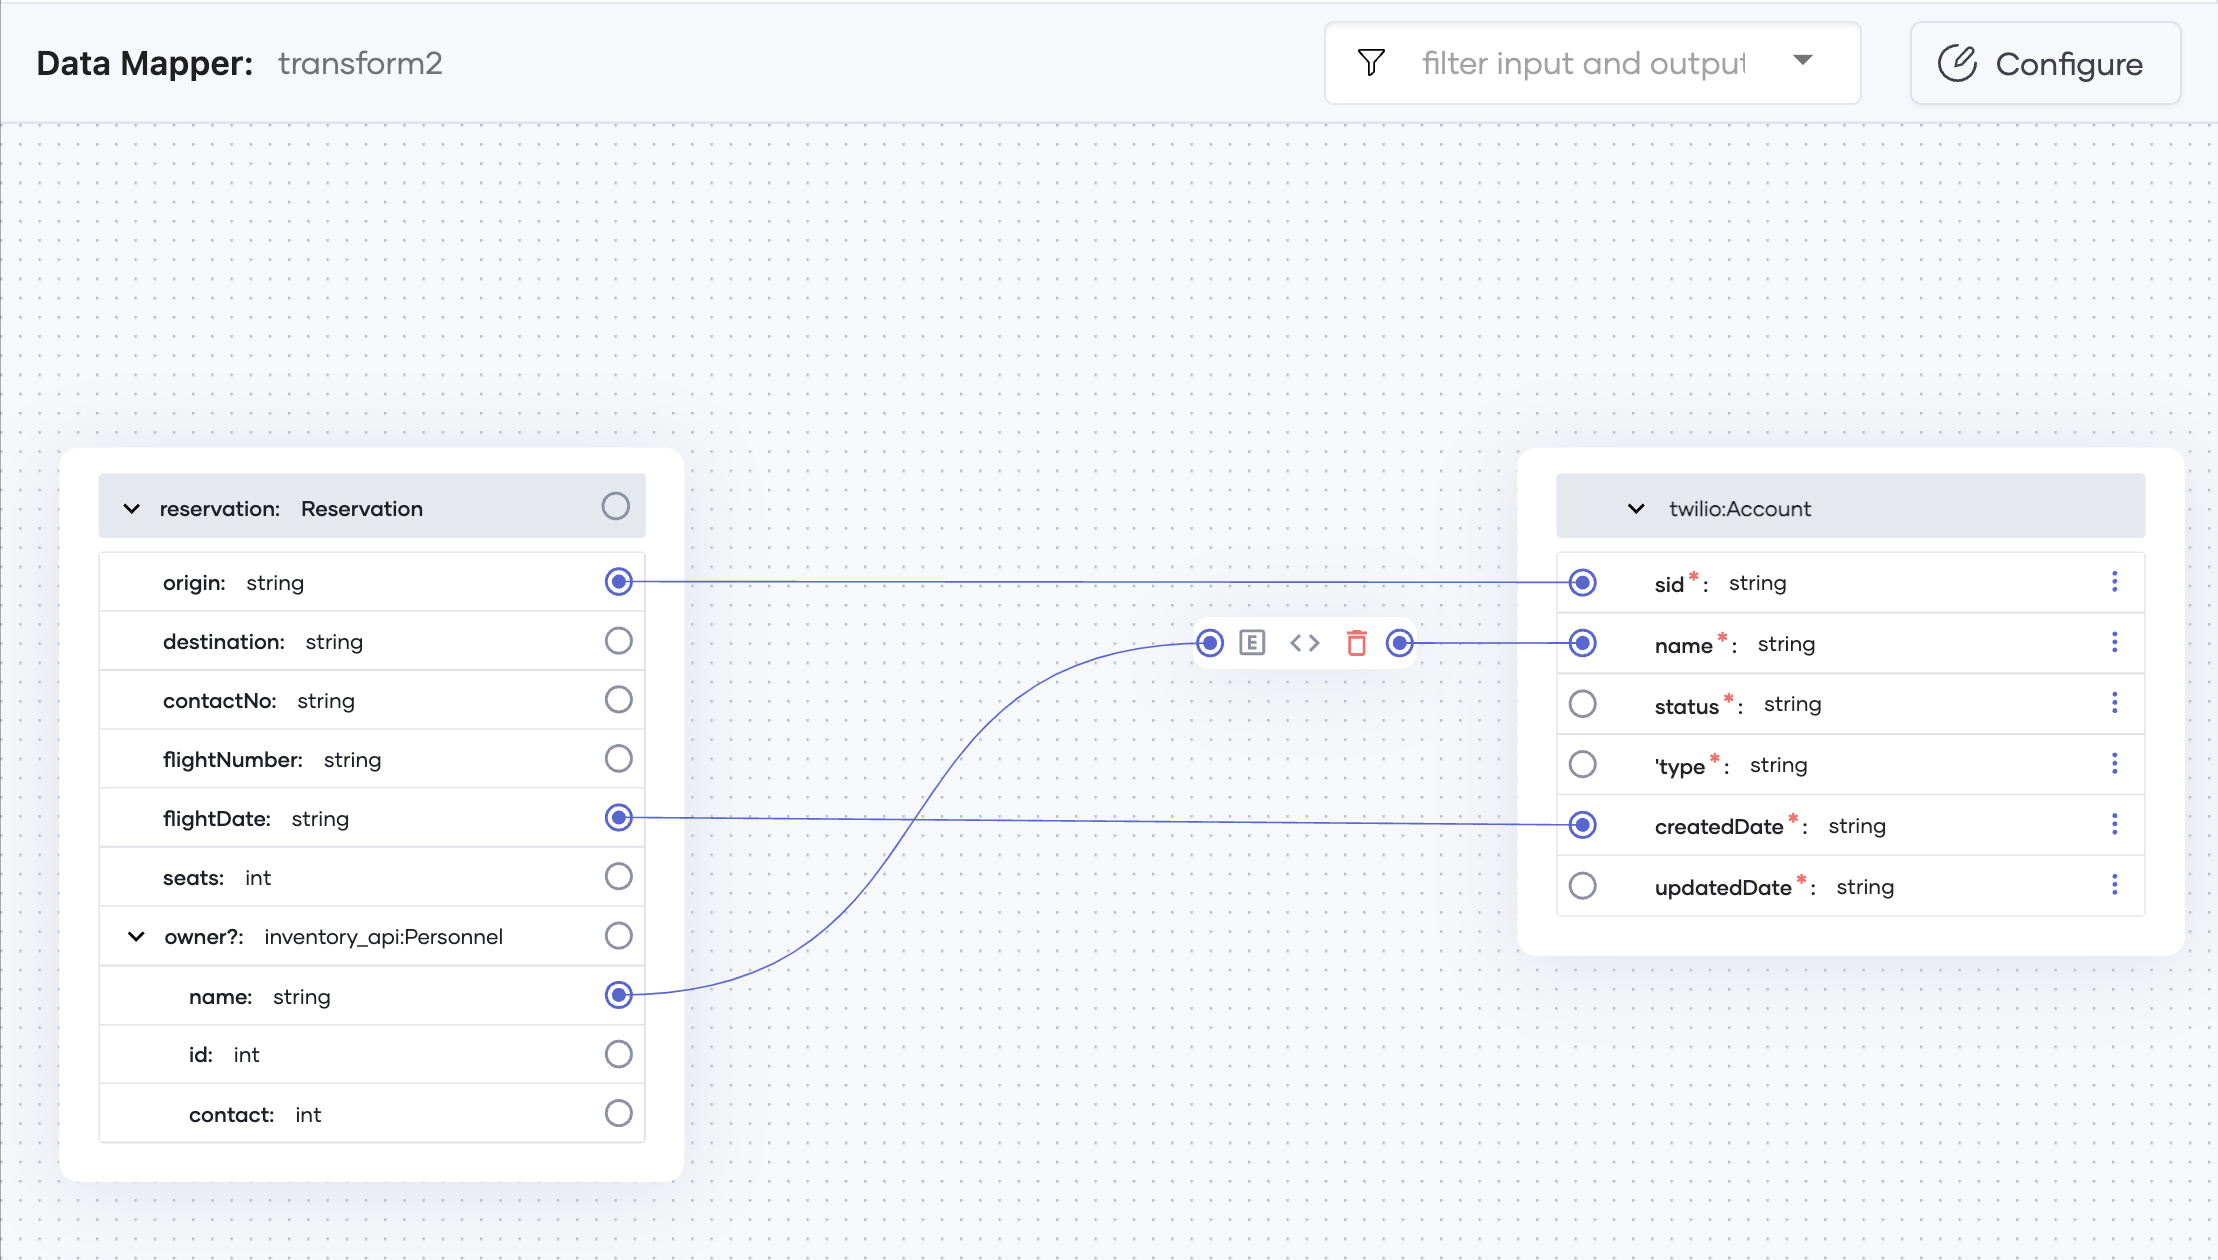 Data Mapper: transform2
filter input and output
Configure
reservation: Reservation
origin: string
destination: string
contactNo: string
flightNumber: string
flightDate: string
seats: int
owner?: inventory_api:Personnel
name: string
id: int
contact: int
E
twilio:Account
sid*: string
name*: string
status*: string
'type*: string
createdDate*: string
updatedDate*: string